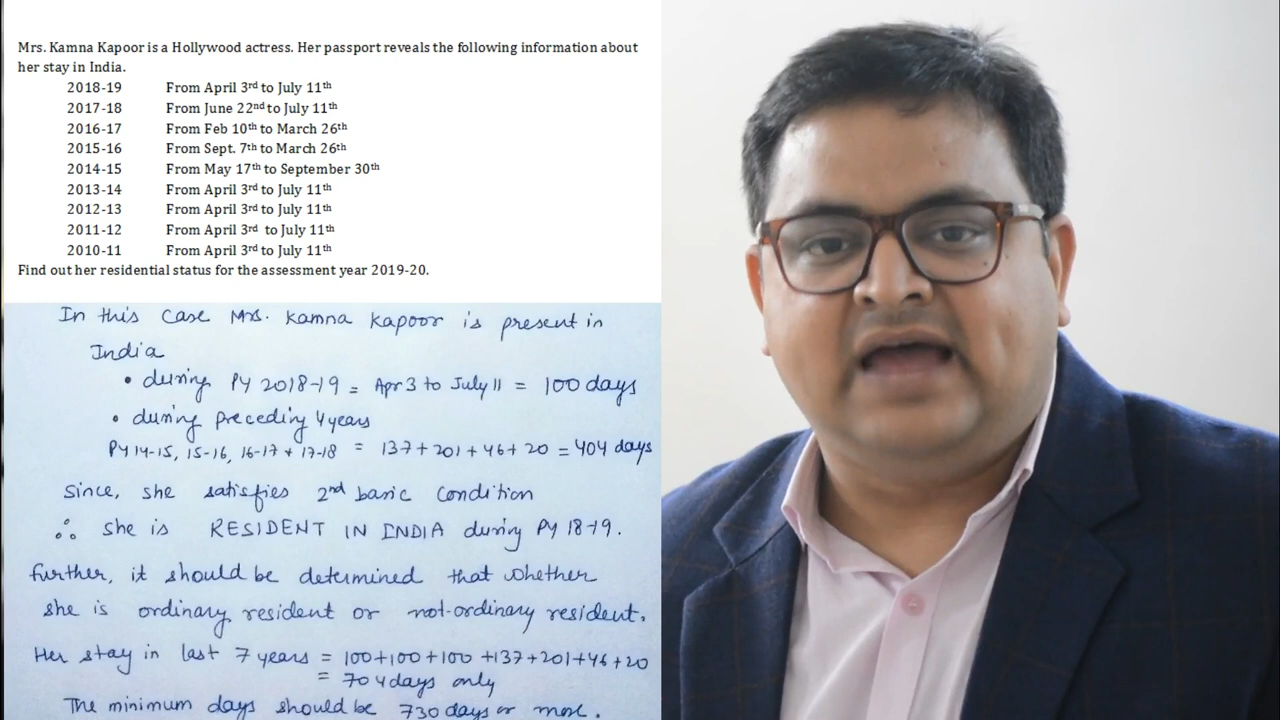 Mrs. Kamna Kapoor is a Hollywood actress. Her passport reveals the following information about
her stay in India.
2018-19 From April 3rd to July 11th
2017-18 From June 22nd to July 11th
2016-17 From Feb 10th to March 26th
2015-16 From Sept. 7th to March 26th
2014-15 From May 17th to September 30th
2013-14 From April 3rd to July 11th
2012-13 From April 3rd to July 11th
2011-12 From April 3rd to July 11th
2010-11 From April 3rd to July 11th
Find out her residential status for the assessment year 2019-20.
In this case Mrs. Kamna Kapoor is present in
India
• during PY 2018-19 = Apr 3 to July 11 = 100 days
• during preceding 4 years
PY 14-15, 15-16, 16-17 & 17-18 = 137+201+46+20 = 404 days
Since, she satisfies 2nd basic condition
∴ she is RESIDENT IN INDIA during PY 18-19.
further, it should be determined that whether
she is ordinary resident or not-ordinary resident.
Her stay in last 7 years = 100+100+100+137+201+46+20
= 704 days only
The minimum days should be 730 days or more.